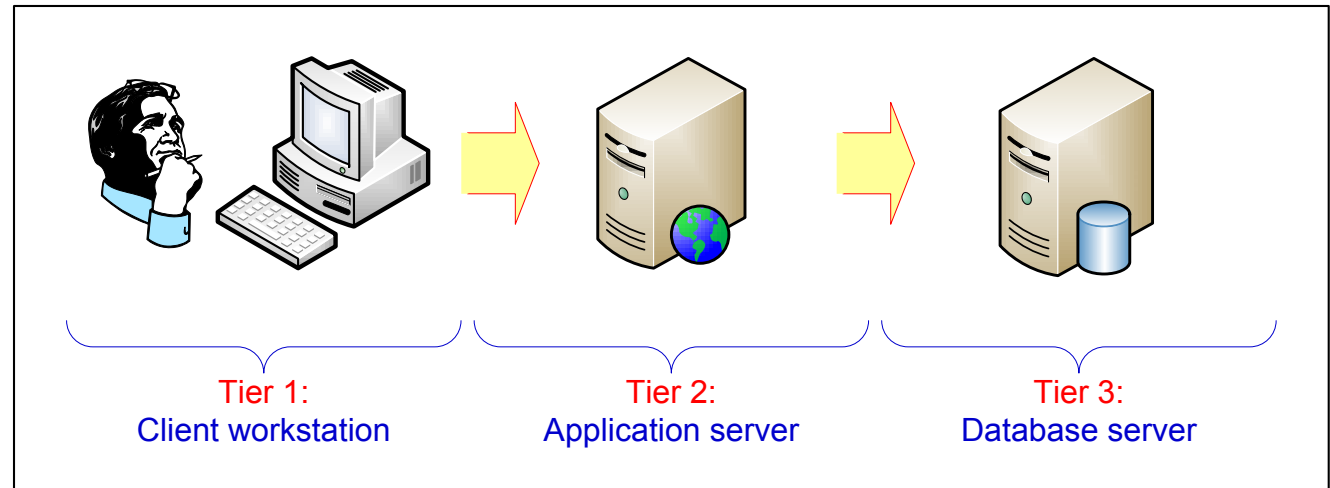 Tier 1:
Client workstation
Tier 2:
Application server
Tier 3:
Database server